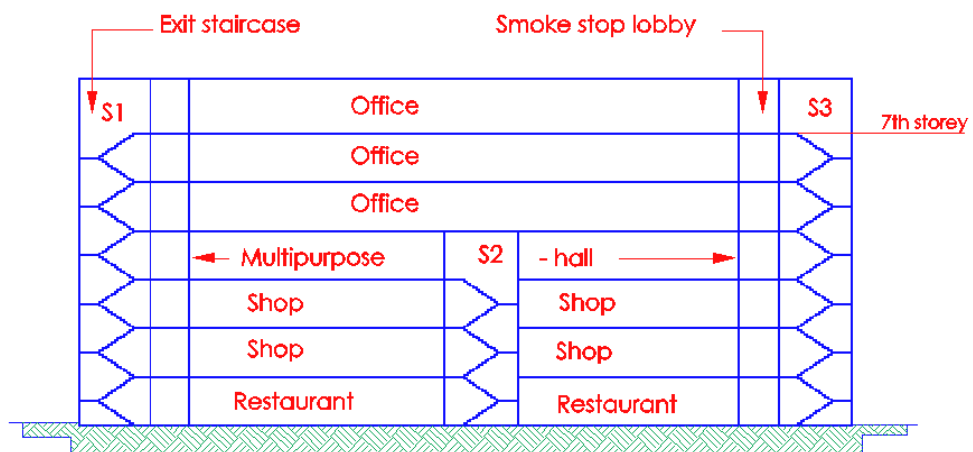 Exit staircase
Smoke stop lobby
S1
Office
S3
7th storey
Office
Office
Multipurpose
S2
- hall
Shop
Shop
Shop
Shop
Restaurant
Restaurant